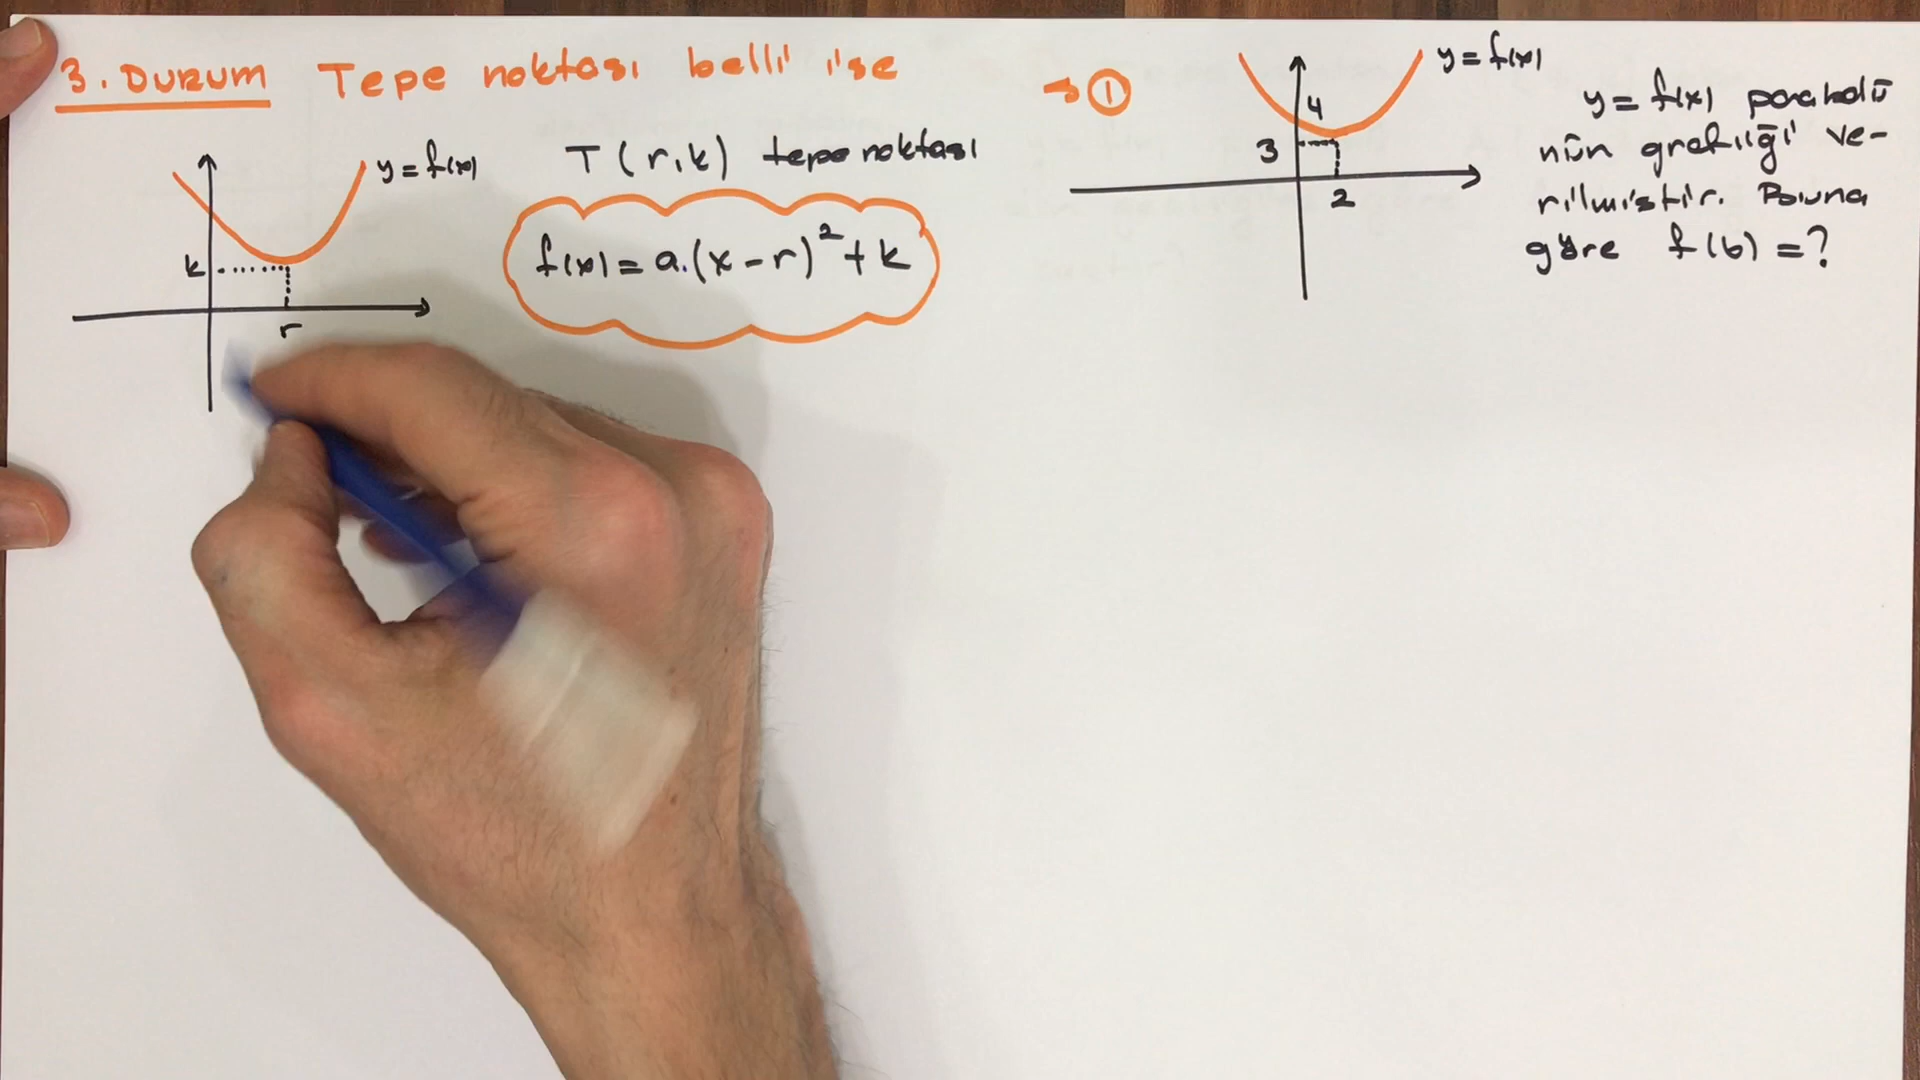 3. DURUM Tepe noktası belli ise
y = f(x)
k
r
T(r,k) tepe noktası
f(x) = a.(x-r)²+k
①
y = f(x)
4
3
2
y = f(x) parabolü
nün grafiği ve-
rilmiştir. Buna
göre f(6) = ?